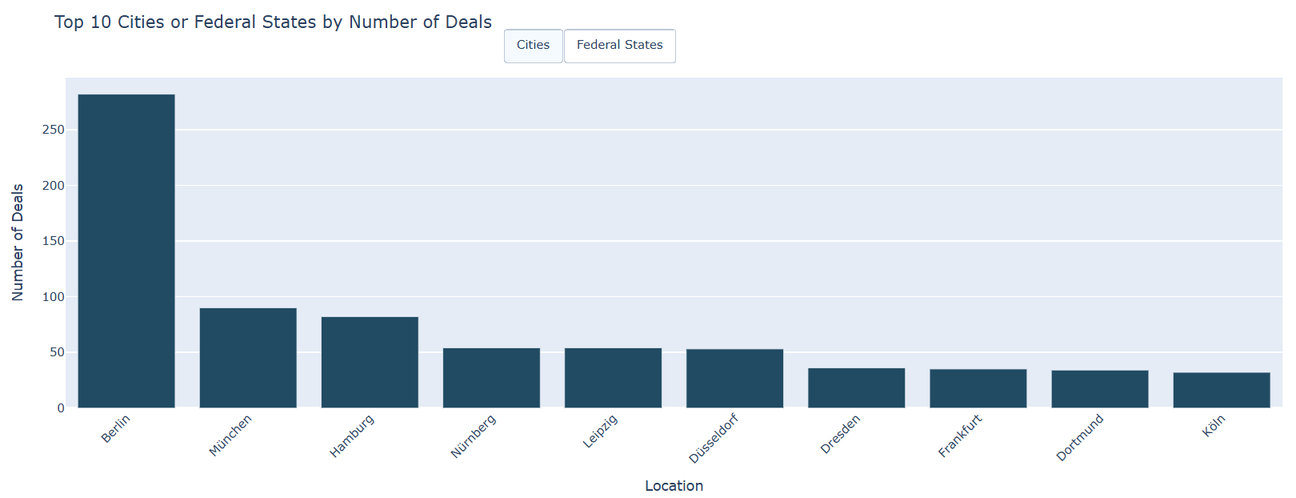 Top 10 Cities or Federal States by Number of Deals
Cities
Federal States
Number of Deals
250
200
150
100
50
0
Berlin
München
Hamburg
Nürnberg
Leipzig
Düsseldorf
Dresden
Frankfurt
Dortmund
Köln
Location